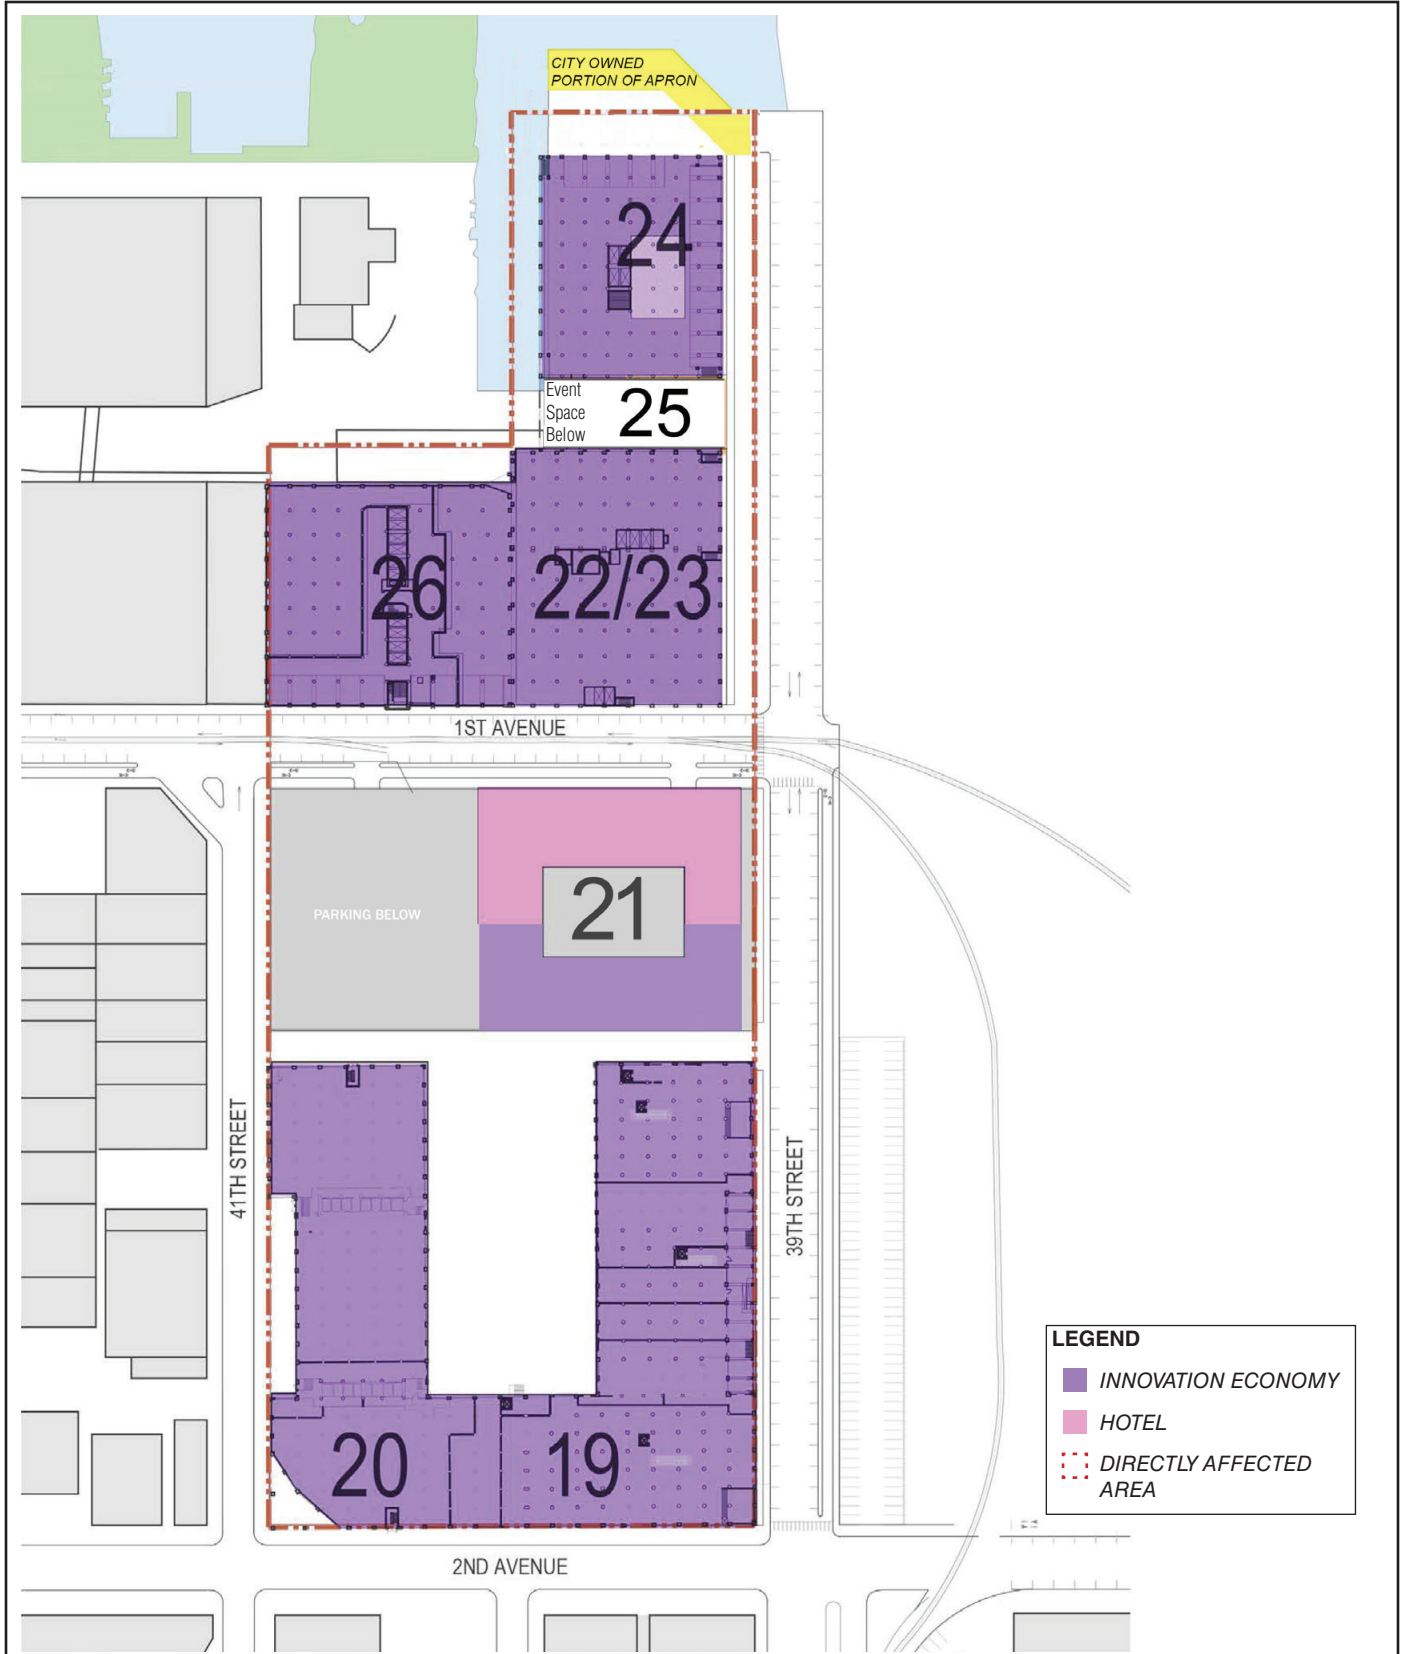 CITY OWNED
PORTION OF APRON
24
Event
Space
Below
25
26
22/23
1ST AVENUE
PARKING BELOW
21
41TH STREET
39TH STREET
20
19
2ND AVENUE
LEGEND
INNOVATION ECONOMY
HOTEL
DIRECTLY AFFECTED
AREA